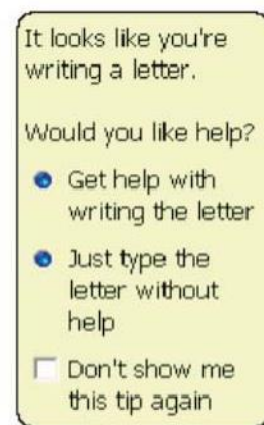 It looks like you're
writing a letter.
Would you like help?
Get help with
writing the letter
Just type the
letter without
help
Don't show me
this tip again